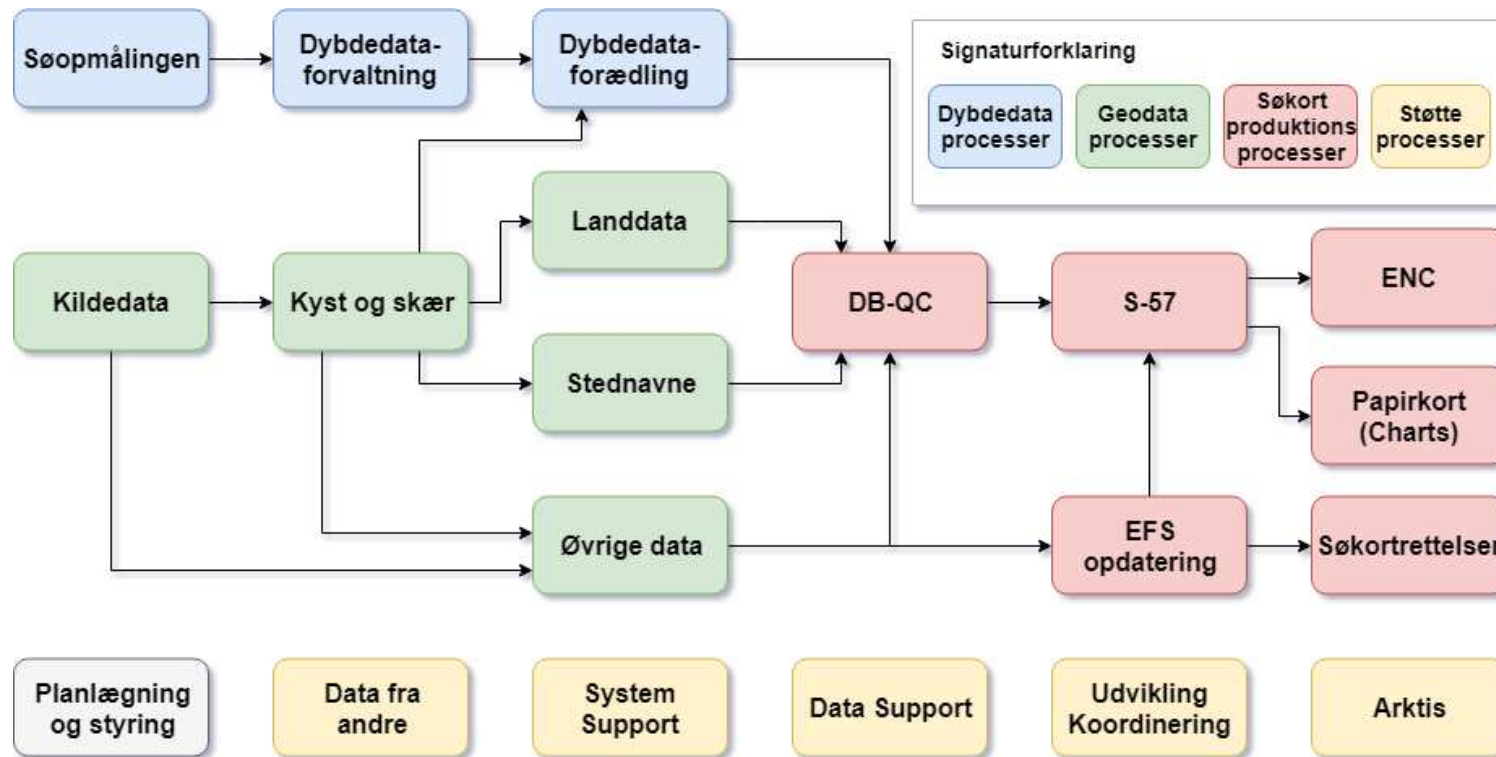 Søopmålingen
Dybdedata-
forvaltning
Dybdedata-
forædling
Signaturforklaring
Dybdedata
processer
Geodata
processer
Søkort
produktions
processer
Støtte
processer
Landdata
Kildedata
Kyst og skær
DB-QC
S-57
ENC
Stednavne
Papirkort
(Charts)
Øvrige data
EFS
opdatering
Søkortrettelser
Planlægning
og styring
Data fra
andre
System
Support
Data Support
Udvikling
Koordinering
Arktis